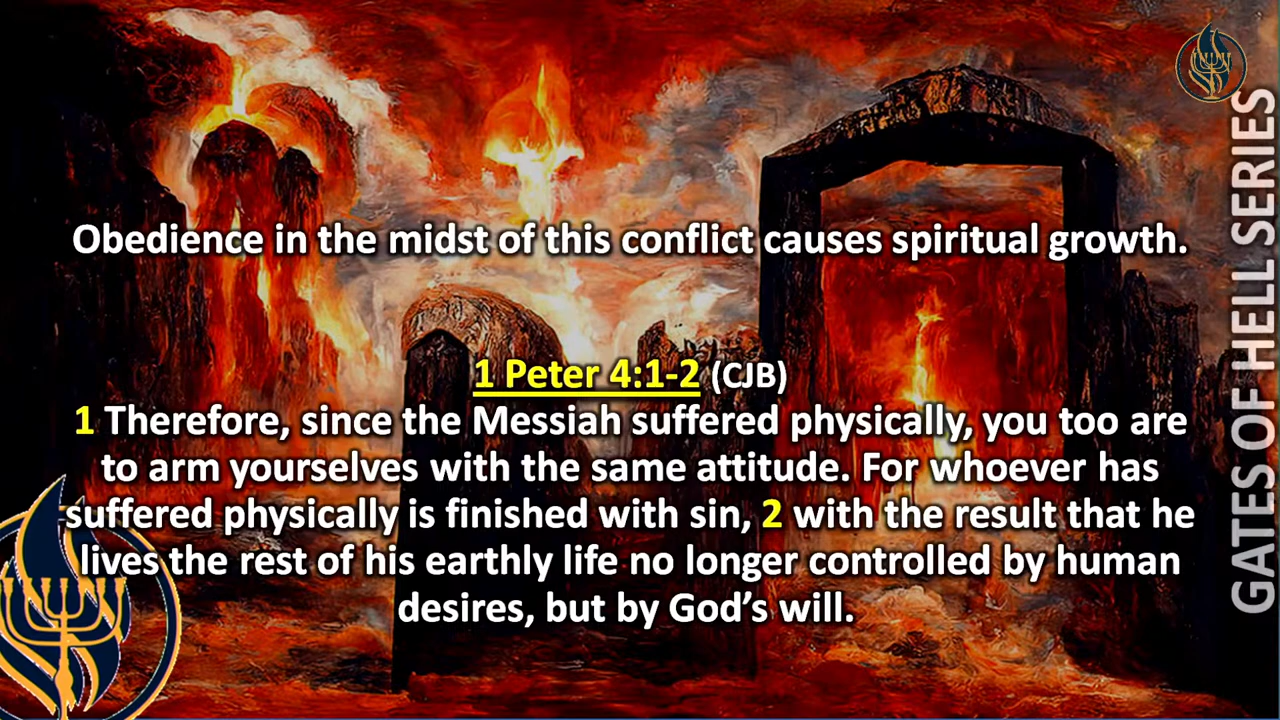 Obedience in the midst of this conflict causes spiritual growth.
1 Peter 4:1-2 (CJB)
1 Therefore, since the Messiah suffered physically, you too are
to arm yourselves with the same attitude. For whoever has
suffered physically is finished with sin, 2 with the result that he
lives the rest of his earthly life no longer controlled by human
desires, but by God’s will.
GATES OF HELL SERIES